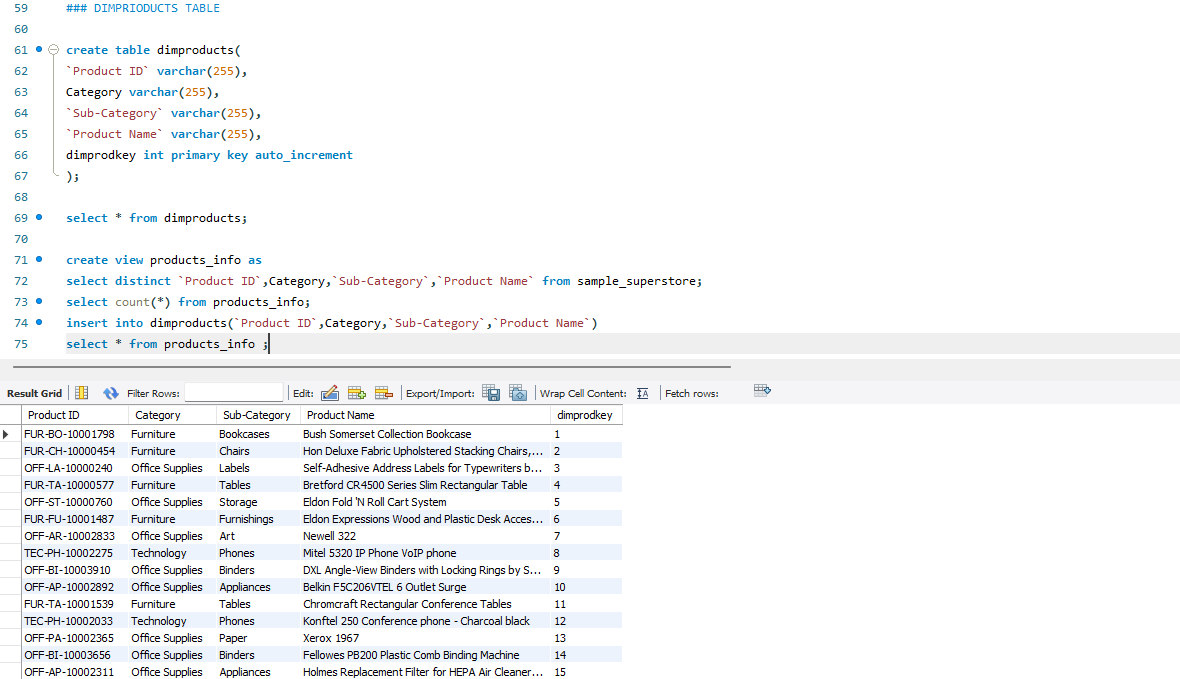 59 ### DIMPRIODUCTS TABLE
60
61 create table dimproducts(
62 `Product ID` varchar(255),
63 Category varchar(255),
64 `Sub-Category` varchar(255),
65 `Product Name` varchar(255),
66 dimprodkey int primary key auto_increment
67 );
68
69 select * from dimproducts;
70
71 create view products_info as
72 select distinct `Product ID`,Category,`Sub-Category`,`Product Name` from sample_superstore;
73 select count(*) from products_info;
74 insert into dimproducts(`Product ID`,Category,`Sub-Category`,`Product Name`)
75 select * from products_info ;
Result Grid Filter Rows: Edit: Export/Import: Wrap Cell Content: Fetch rows:
Product ID Category Sub-Category Product Name dimprodkey
FUR-BO-10001798 Furniture Bookcases Bush Somerset Collection Bookcase 1
FUR-CH-10000454 Furniture Chairs Hon Deluxe Fabric Upholstered Stacking Chairs,... 2
OFF-LA-10000240 Office Supplies Labels Self-Adhesive Address Labels for Typewriters b... 3
FUR-TA-10000577 Furniture Tables Bretford CR4500 Series Slim Rectangular Table 4
OFF-ST-10000760 Office Supplies Storage Eldon Fold 'N Roll Cart System 5
FUR-FU-10001487 Furniture Furnishings Eldon Expressions Wood and Plastic Desk Acces... 6
OFF-AR-10002833 Office Supplies Art Newell 322 7
TEC-PH-10002275 Technology Phones Mitel 5320 IP Phone VoIP phone 8
OFF-BI-10003910 Office Supplies Binders DXL Angle-View Binders with Locking Rings by S... 9
OFF-AP-10002892 Office Supplies Appliances Belkin F5C206VTEL 6 Outlet Surge 10
FUR-TA-10001539 Furniture Tables Chromcraft Rectangular Conference Tables 11
TEC-PH-10002033 Technology Phones Konftel 250 Conference phone - Charcoal black 12
OFF-PA-10002365 Office Supplies Paper Xerox 1967 13
OFF-BI-10003656 Office Supplies Binders Fellowes PB200 Plastic Comb Binding Machine 14
OFF-AP-10002311 Office Supplies Appliances Holmes Replacement Filter for HEPA Air Cleaner... 15